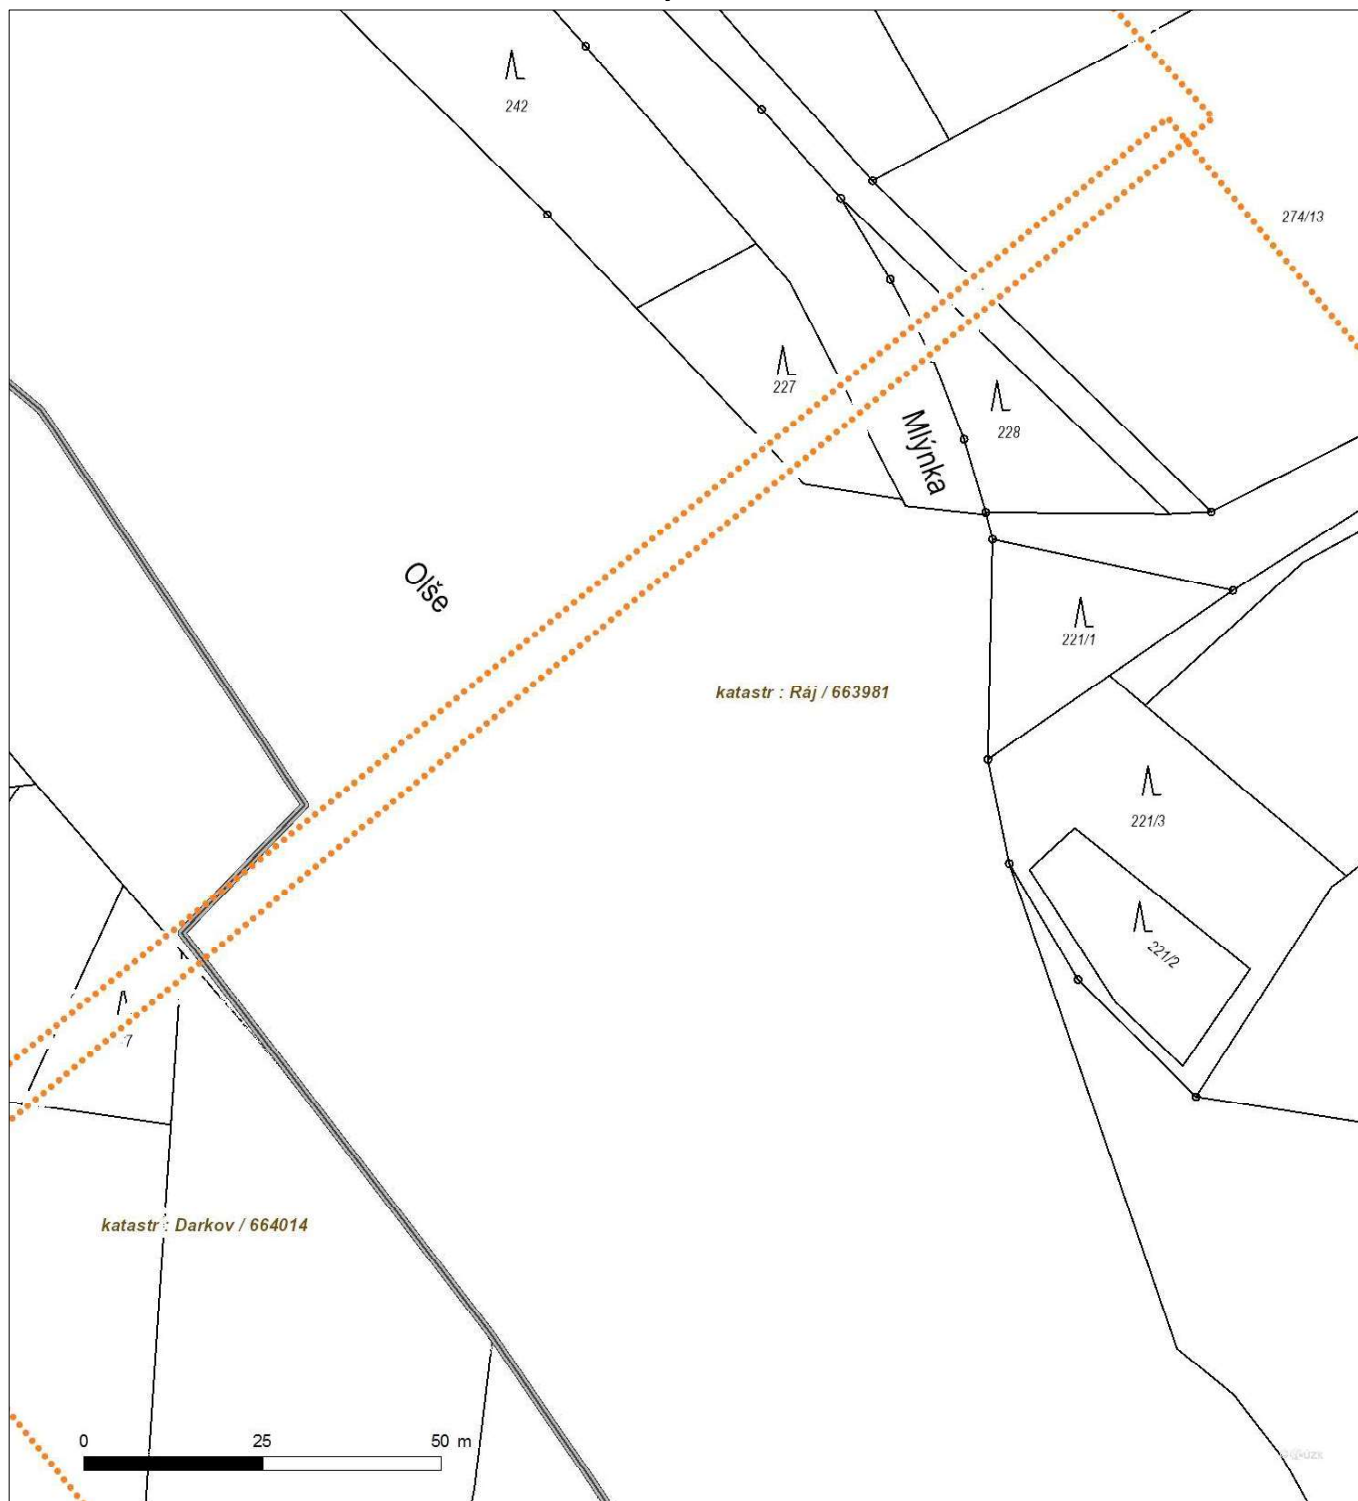 242
274/13
227
228
Mlýnka
Olše
221/1
katastr : Ráj / 663981
221/3
221/2
7
katastr : Darkov / 664014
0 25 50 m